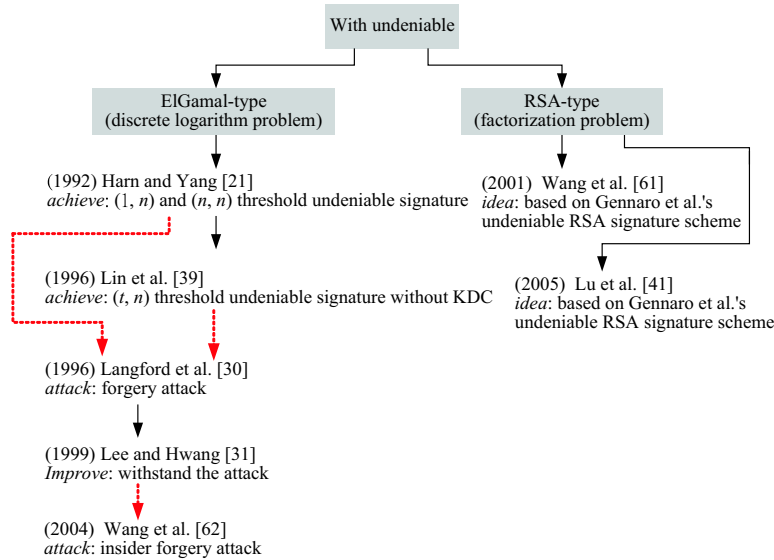 With undeniable
ElGamal-type
(discrete logarithm problem)
RSA-type
(factorization problem)
(1992) Harn and Yang [21]
achieve: (1, n) and (n, n) threshold undeniable signature
(1996) Lin et al. [39]
achieve: (t, n) threshold undeniable signature without KDC
(1996) Langford et al. [30]
attack: forgery attack
(1999) Lee and Hwang [31]
Improve: withstand the attack
(2004) Wang et al. [62]
attack: insider forgery attack
(2001) Wang et al. [61]
idea: based on Gennaro et al.'s
undeniable RSA signature scheme
(2005) Lu et al. [41]
idea: based on Gennaro et al.'s
undeniable RSA signature scheme